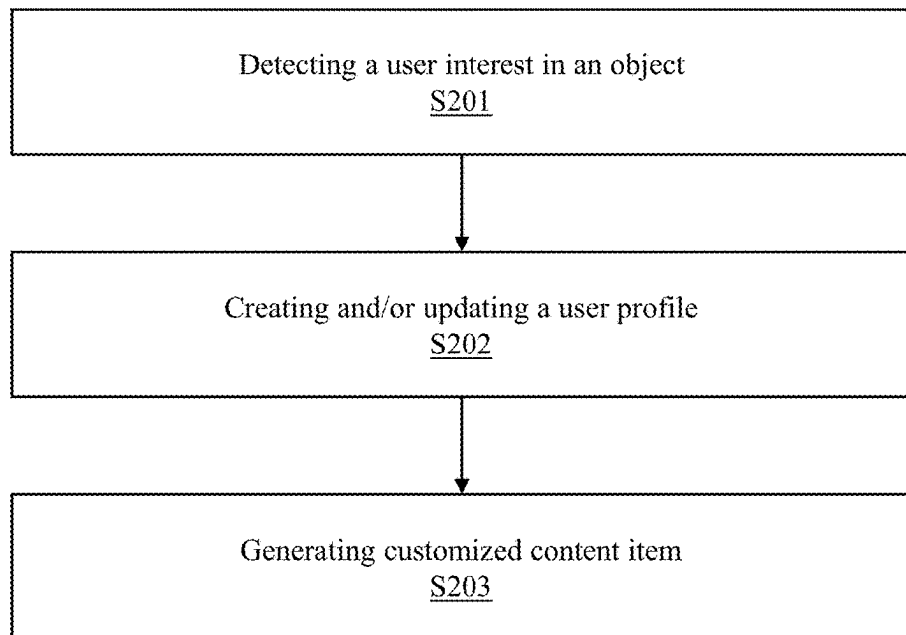 Detecting a user interest in an object
S201
Creating and/or updating a user profile
S202
Generating customized content item
S203